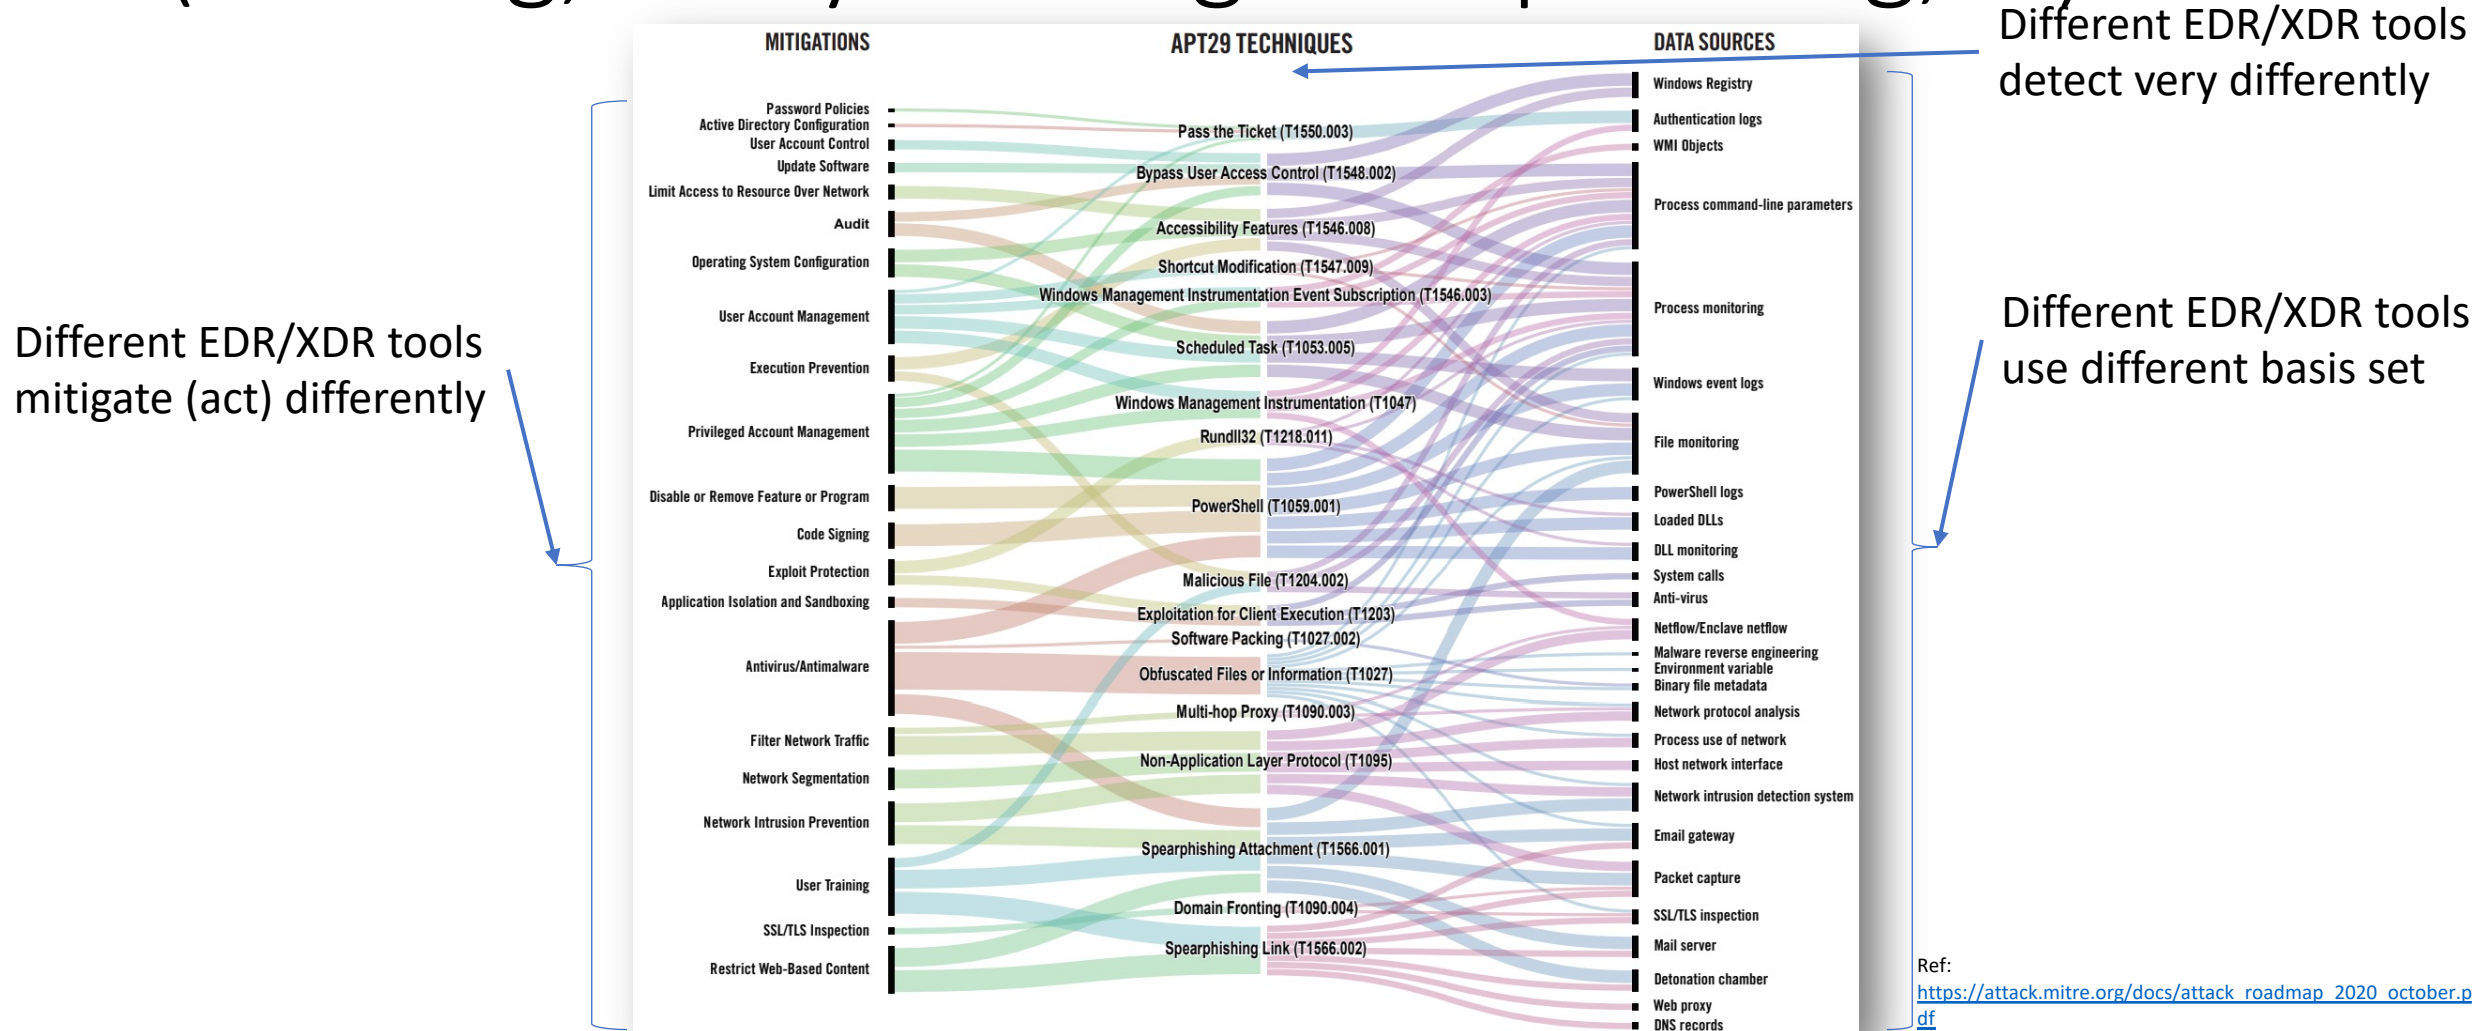 MITIGATIONS
APT29 TECHNIQUES
DATA SOURCES
Different EDR/XDR tools
detect very differently
Password Policies
Active Directory Configuration
User Account Control
Update Software
Limit Access to Resource Over Network
Audit
Operating System Configuration
User Account Management
Execution Prevention
Privileged Account Management
Disable or Remove Feature or Program
Code Signing
Exploit Protection
Application Isolation and Sandboxing
Antivirus/Antimalware
Filter Network Traffic
Network Segmentation
Network Intrusion Prevention
User Training
SSL/TLS Inspection
Restrict Web-Based Content
Pass the Ticket (T1550.003)
Bypass User Access Control (T1548.002)
Accessibility Features (T1546.008)
Shortcut Modification (T1547.009)
Windows Management Instrumentation Event Subscription (T1546.003)
Scheduled Task (T1053.005)
Windows Management Instrumentation (T1047)
Rundll32 (T1218.011)
PowerShell (T1059.001)
Malicious File (T1204.002)
Exploitation for Client Execution (T1203)
Software Packing (T1027.002)
Obfuscated Files or Information (T1027)
Multi-hop Proxy (T1090.003)
Non-Application Layer Protocol (T1095)
Spearphishing Attachment (T1566.001)
Domain Fronting (T1090.004)
Spearphishing Link (T1566.002)
Windows Registry
Authentication logs
WMI Objects
Process command-line parameters
Process monitoring
Windows event logs
File monitoring
PowerShell logs
Loaded DLLs
DLL monitoring
System calls
Anti-virus
Netflow/Enclave netflow
Malware reverse engineering
Environment variable
Binary file metadata
Network protocol analysis
Process use of network
Host network interface
Network intrusion detection system
Email gateway
Packet capture
SSL/TLS inspection
Mail server
Detonation chamber
Web proxy
DNS records
Different EDR/XDR tools
mitigate (act) differently
Different EDR/XDR tools
use different basis set
Ref:
https://attack.mitre.org/docs/attack_roadmap_2020_october.p
df